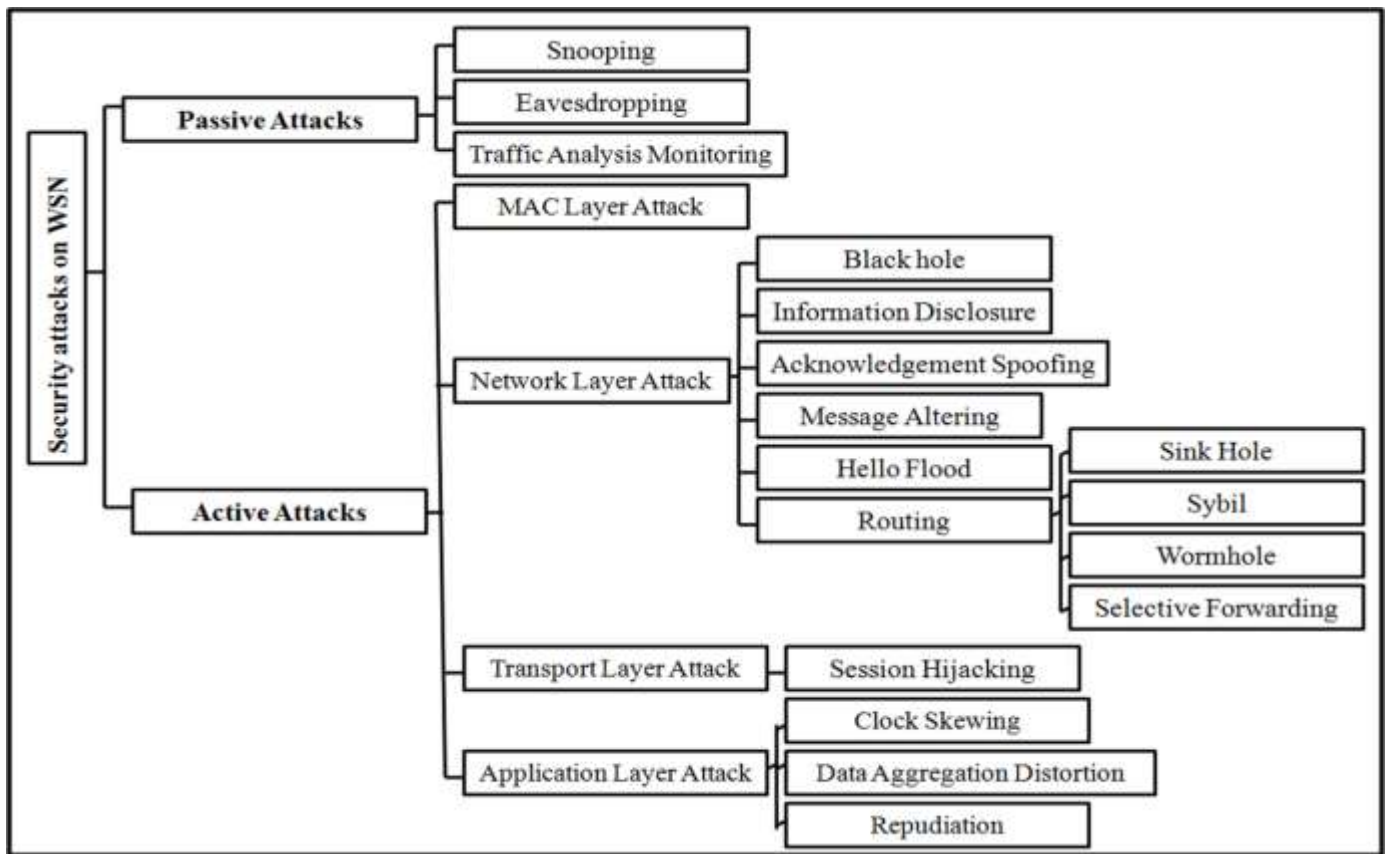 Security attacks on WSN
Passive Attacks
Snooping
Eavesdropping
Traffic Analysis Monitoring
Active Attacks
MAC Layer Attack
Network Layer Attack
Black hole
Information Disclosure
Acknowledgement Spoofing
Message Altering
Hello Flood
Routing
Sink Hole
Sybil
Wormhole
Selective Forwarding
Transport Layer Attack
Session Hijacking
Application Layer Attack
Clock Skewing
Data Aggregation Distortion
Repudiation